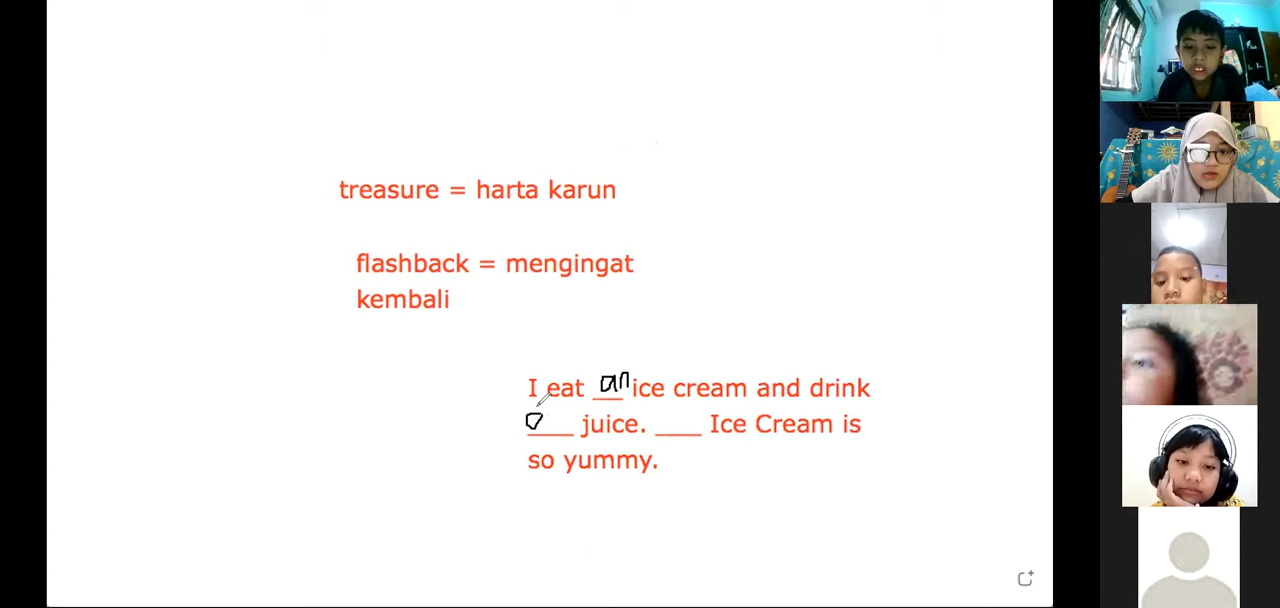 treasure = harta karun
flashback = mengingat
kembali
I eat an ice cream and drink
___ juice. ___ Ice Cream is
so yummy.